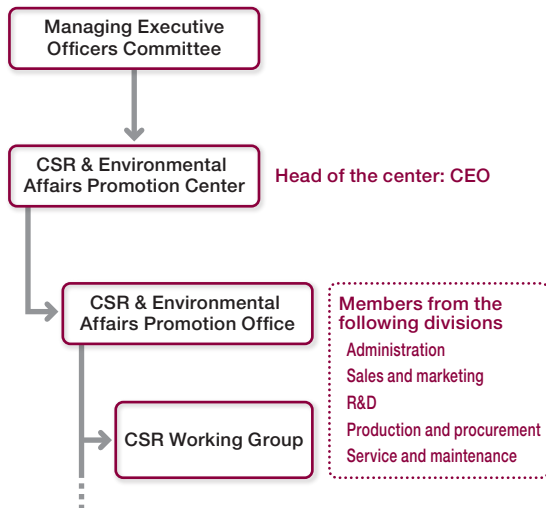 Managing Executive
Officers Committee
CSR & Environmental
Affairs Promotion Center
Head of the center: CEO
CSR & Environmental
Affairs Promotion Office
Members from the
following divisions
Administration
Sales and marketing
R&D
Production and procurement
Service and maintenance
CSR Working Group